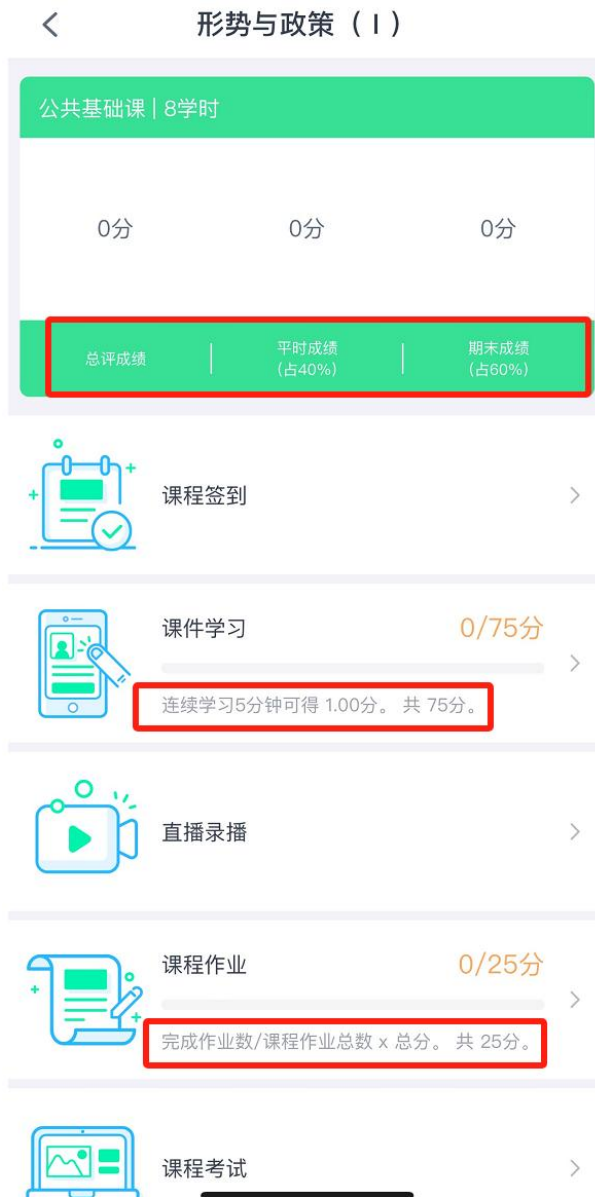 形势与政策（I）
公共基础课 | 8学时
0分 0分 0分
总评成绩 平时成绩 期末成绩
(占40%) (占60%)
课程签到
课件学习 0/75分
连续学习5分钟可得 1.00分。 共 75分。
直播录播
课程作业 0/25分
完成作业数/课程作业总数 x 总分。 共 25分。
课程考试